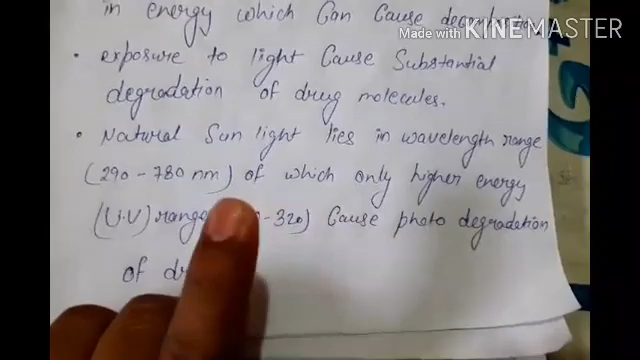 in energy which Can Cause
Made with KINEMASTER
• exposure to light Cause Substantial
degradation of drug molecules.
• Natural Sun light lies in wavelength range
(290 - 780 nm) of which only higher energy
(U.V) range - 320) Cause photo degradation
of